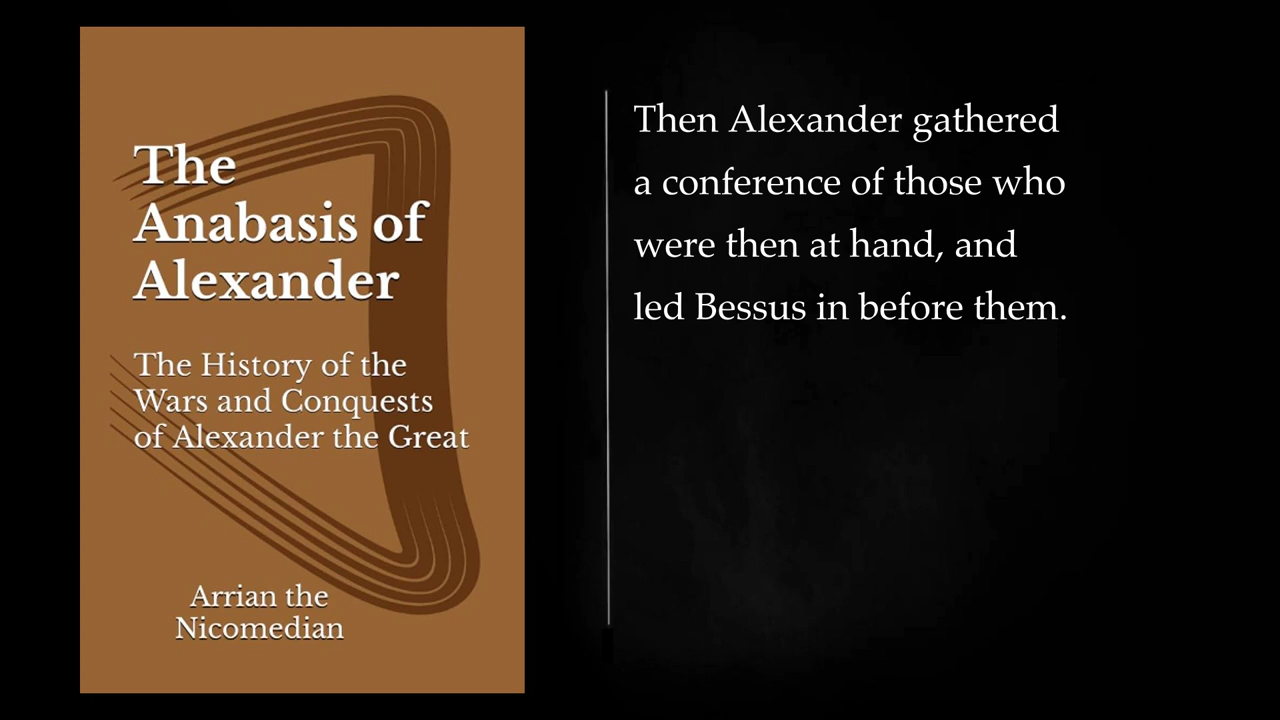 The
Anabasis of
Alexander
The History of the
Wars and Conquests
of Alexander the Great
Arrian the
Nicomedian
Then Alexander gathered
a conference of those who
were then at hand, and
led Bessus in before them.